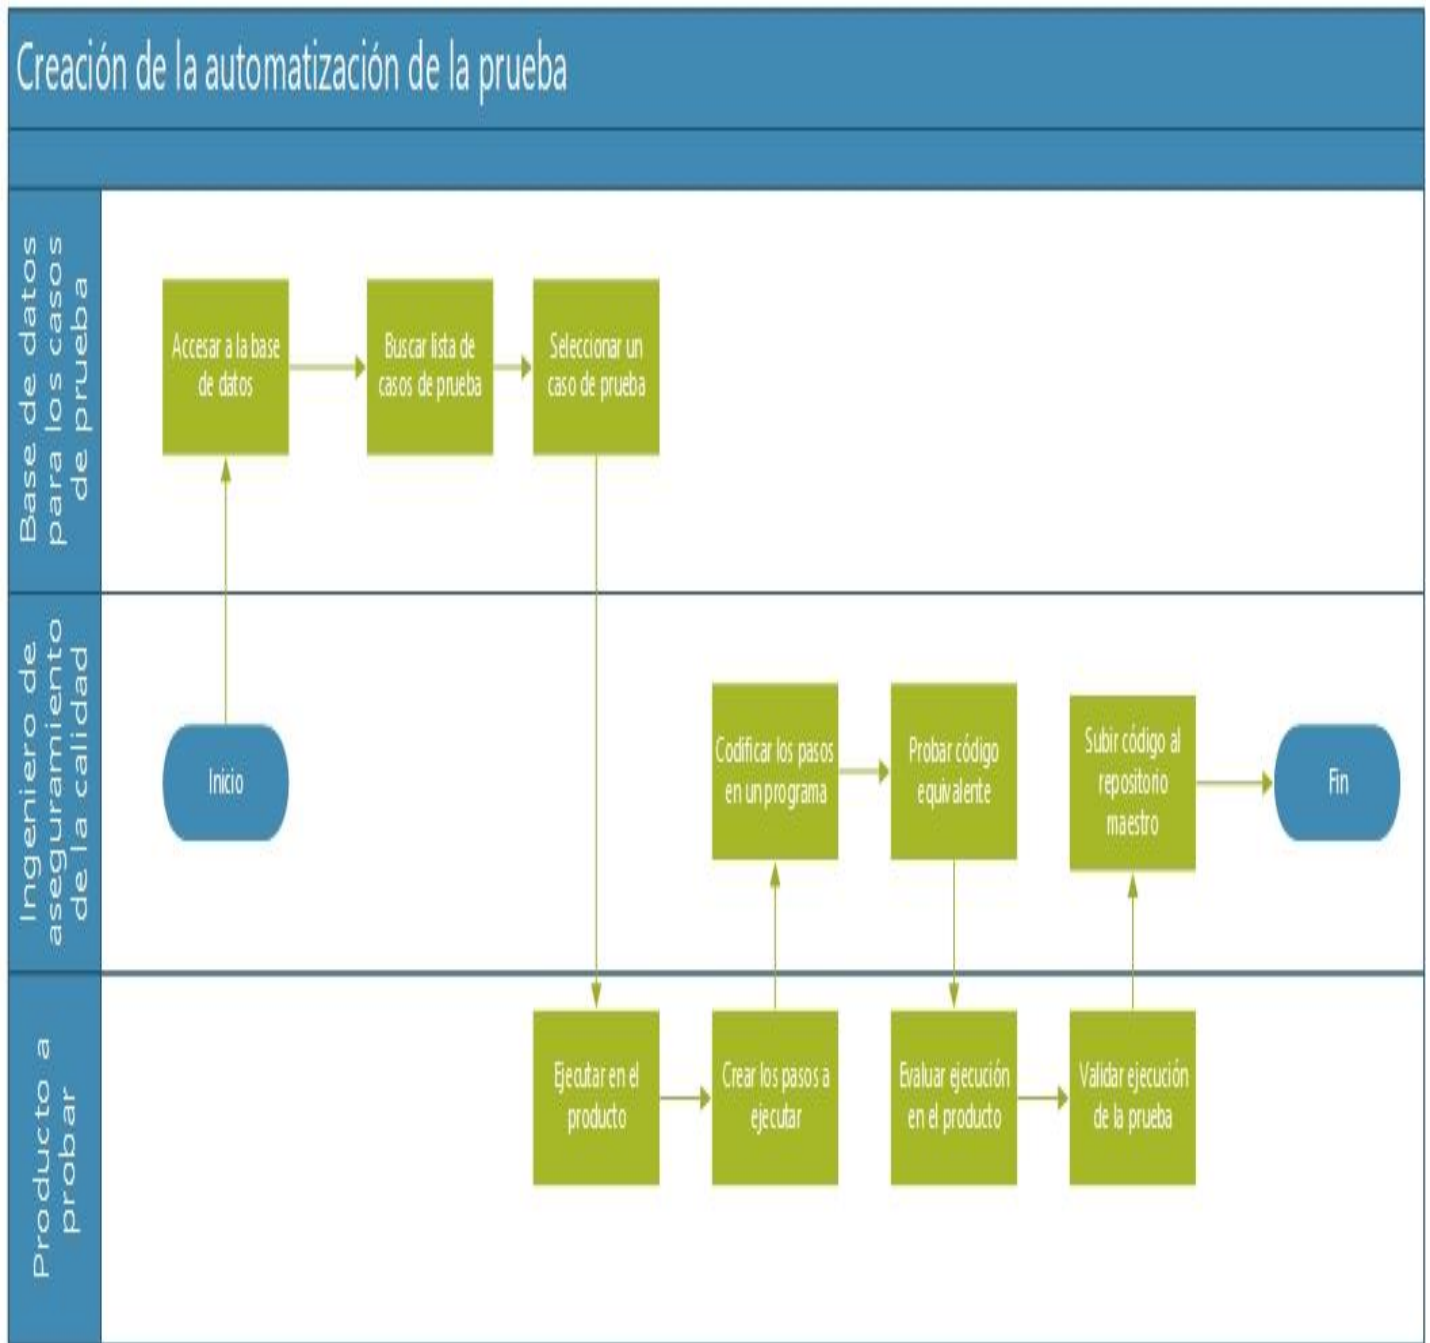 Creación de la automatización de la prueba
Base de datos
para los casos
de prueba
Accesar a la base
de datos
Buscar lista de
casos de prueba
Seleccionar un
caso de prueba
Ingeniero de
aseguramiento
de la calidad
Inicio
Codificar los pasos
en un programa
Probar código
equivalente
Subir código al
repositorio
maestro
Fin
Producto a
probar
Ejecutar en el
producto
Crear los pasos a
ejecutar
Evaluar ejecución
en el producto
Validar ejecución
de la prueba